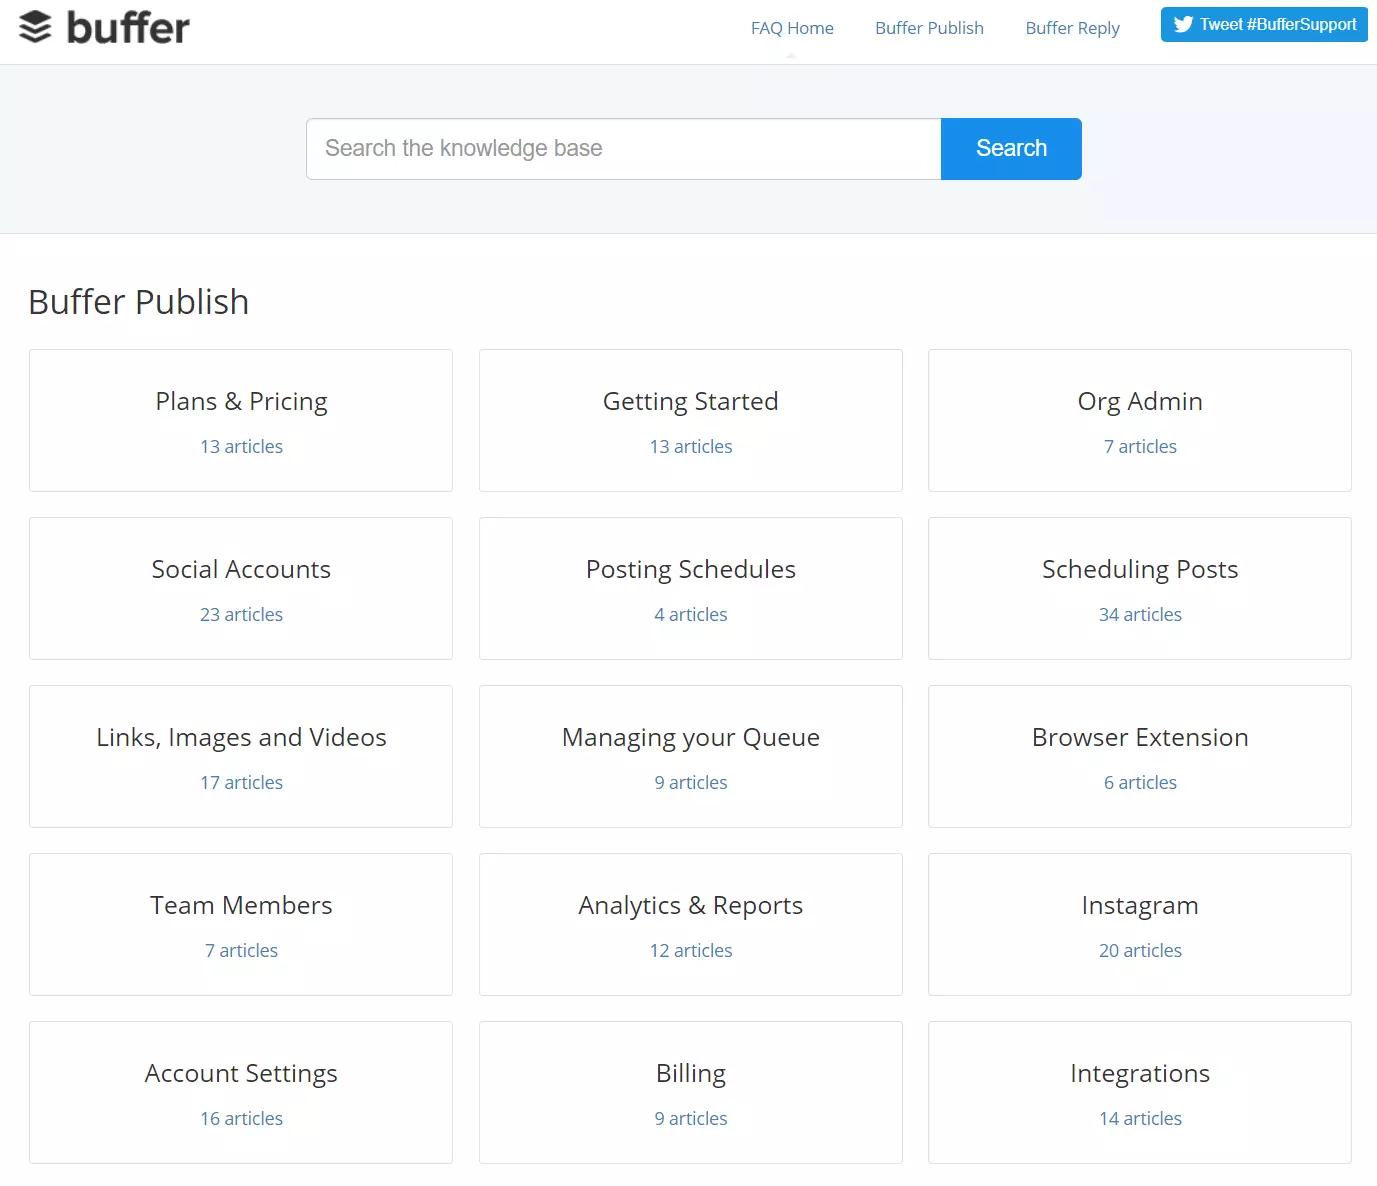 buffer
FAQ Home
Buffer Publish
Buffer Reply
Tweet #BufferSupport
Search the knowledge base
Search
Buffer Publish
Plans & Pricing
13 articles
Getting Started
13 articles
Org Admin
7 articles
Social Accounts
23 articles
Posting Schedules
4 articles
Scheduling Posts
34 articles
Links, Images and Videos
17 articles
Managing your Queue
9 articles
Browser Extension
6 articles
Team Members
7 articles
Analytics & Reports
12 articles
Instagram
20 articles
Account Settings
16 articles
Billing
9 articles
Integrations
14 articles